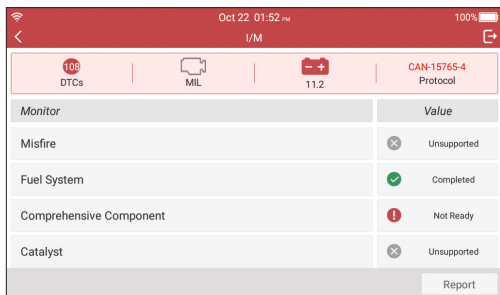 Oct 22 01:52 PM
100%
I/M
108
DTCs
MIL
11.2
CAN-15765-4
Protocol
Monitor
Value
Misfire
Unsupported
Fuel System
Completed
Comprehensive Component
Not Ready
Catalyst
Unsupported
Report